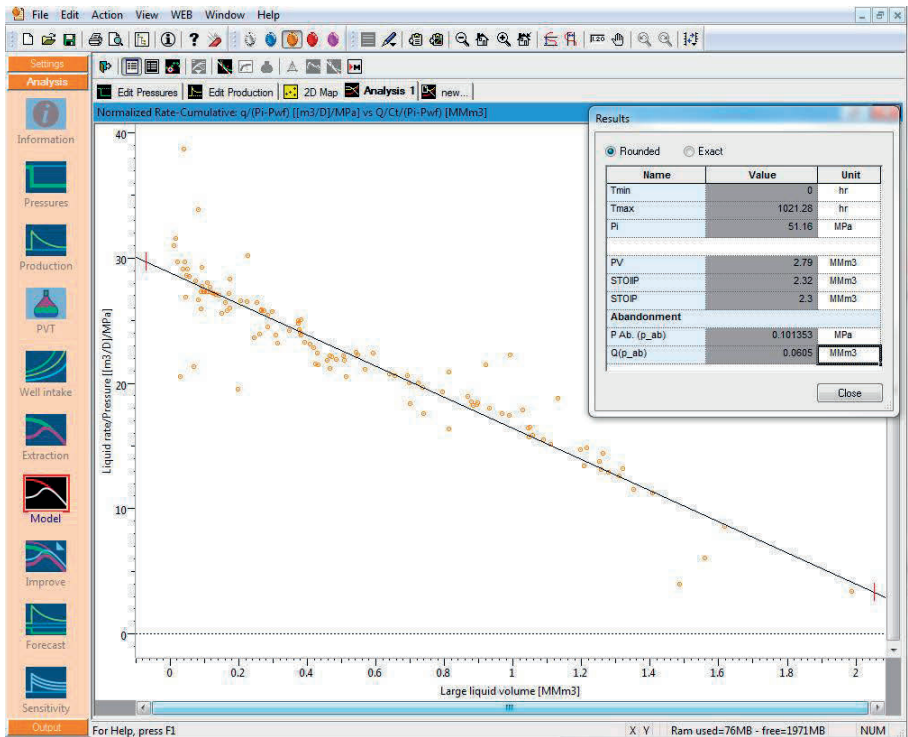 File Edit Action View WEB Window Help
Settings
Analysis
Information
Pressures
Production
PVT
Well intake
Extraction
Model
Improve
Forecast
Sensitivity
Output
Edit Pressures Edit Production 2D Map Analysis 1 new...
Normalized Rate-Cumulative: q/(Pi-Pwf) [[m3/D]/MPa] vs Q/Ct/(Pi-Pwf) [MMm3]
Liquid rate/Pressure [[m3/D]/MPa]
40
30
20
10
0
0 0.2 0.4 0.6 0.8 1 1.2 1.4 1.6 1.8 2
Large liquid volume [MMm3]
Results
Rounded Exact
Name Value Unit
Tmin 0 hr
Tmax 1021.28 hr
Pi 51.16 MPa
PV 2.79 MMm3
STOIIP 2.32 MMm3
STOIP 2.3 MMm3
Abandonment
P Ab. (p_ab) 0.101353 MPa
Q(p_ab) 0.0605 MMm3
Close
For Help, press F1 X Y Ram used=76MB - free=1971MB NUM